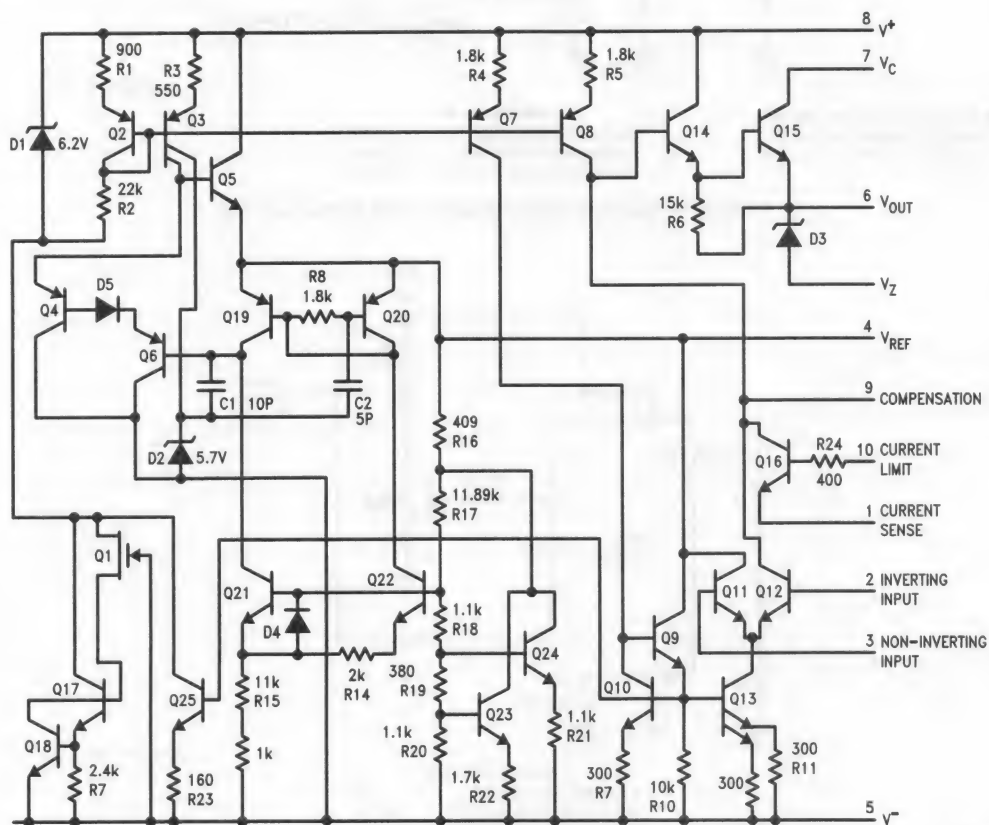 8 V+
7 VC
900
R1
R3
550
1.8k
R4
1.8k
R5
Q2
Q3
Q7
Q8
Q14
Q15
D1
6.2V
Q5
22k
R2
15k
R6
6 VOUT
D3
VZ
D5
R8
1.8k
Q4
Q19
Q20
4 VREF
Q6
C1
10P
C2
5P
9 COMPENSATION
D2
5.7V
409
R16
Q16
R24
400
10 CURRENT
LIMIT
11.89k
R17
1 CURRENT
SENSE
Q1
Q21
Q22
Q11
Q12
2 INVERTING
INPUT
D4
1.1k
R18
Q9
3 NON-INVERTING
INPUT
Q24
2k
R14
380
R19
Q17
Q25
11k
R15
Q10
Q13
Q23
1.1k
R21
Q18
1.1k
R20
2.4k
R7
160
R23
1k
1.7k
R22
300
R7
10k
R10
300
300
R11
5 V−